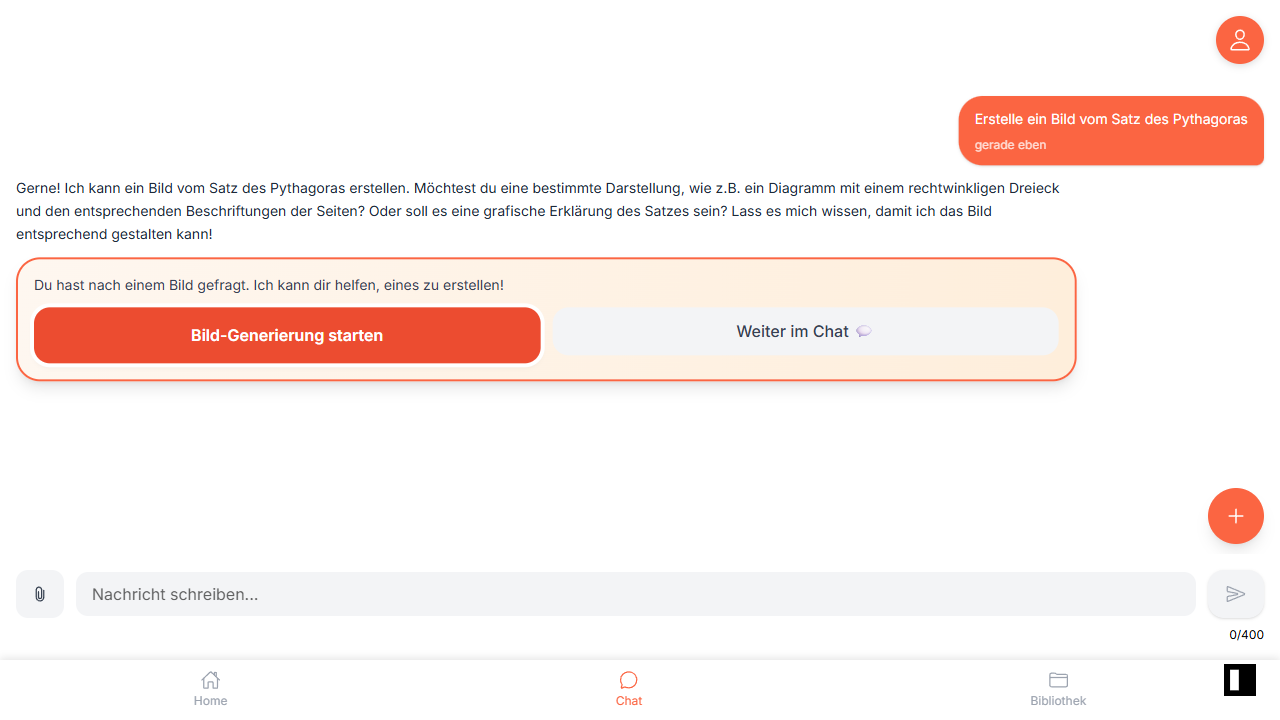 Erstelle ein Bild vom Satz des Pythagoras
gerade eben
Gerne! Ich kann ein Bild vom Satz des Pythagoras erstellen. Möchtest du eine bestimmte Darstellung, wie z.B. ein Diagramm mit einem rechtwinkligen Dreieck
und den entsprechenden Beschriftungen der Seiten? Oder soll es eine grafische Erklärung des Satzes sein? Lass es mich wissen, damit ich das Bild
entsprechend gestalten kann!
Du hast nach einem Bild gefragt. Ich kann dir helfen, eines zu erstellen!
Bild-Generierung starten
Weiter im Chat 💬
Nachricht schreiben...
0/400
Home
Chat
Bibliothek